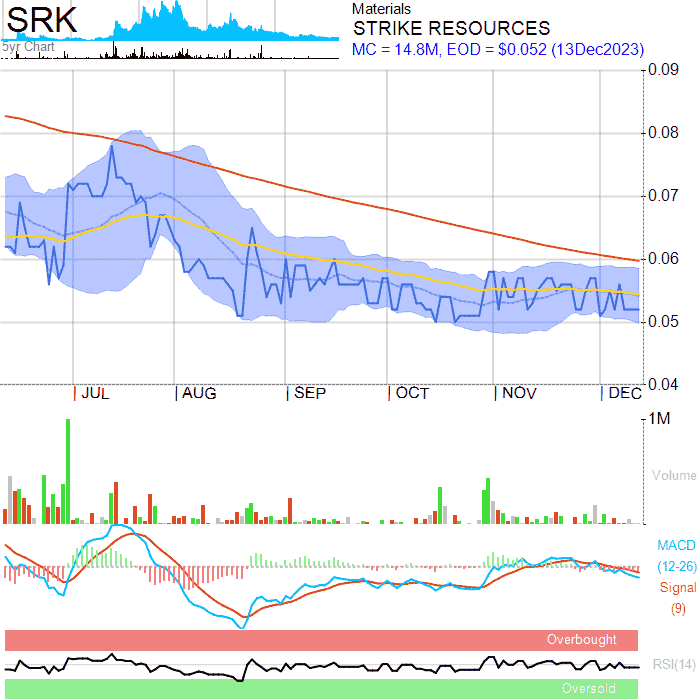 SRK
5yr Chart
Materials
STRIKE RESOURCES
MC = 14.8M, EOD = $0.052 (13Dec2023)
0.09
0.08
0.07
0.06
0.05
0.04
JUL AUG SEP OCT NOV DEC
1M
Volume
MACD
(12-26)
Signal
(9)
Overbought
RSI(14)
Oversold